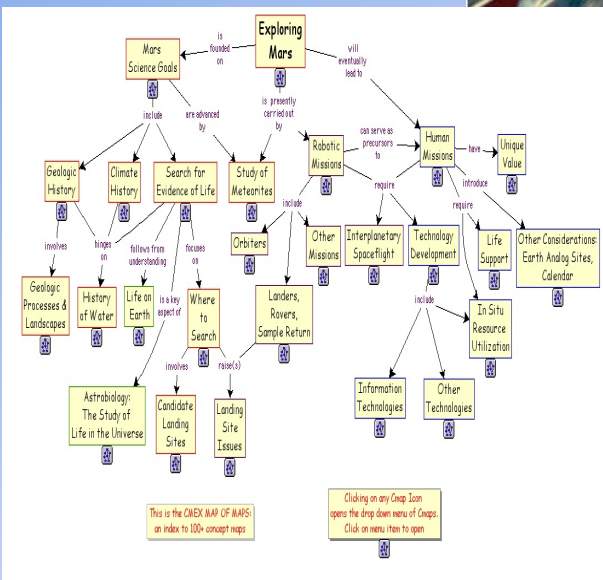 Exploring
Mars
Mars
Science Goals
is
founded
on
will
eventually
lead to
is presently
carried out
by
include
are advanced
by
Robotic
Missions
can serve as
precursors
to
Human
Missions
have
Unique
Value
Geologic
History
Climate
History
Search for
Evidence of Life
Study of
Meteorites
require
introduce
include
require
Orbiters
Other
Missions
Interplanetary
Spaceflight
Technology
Development
Life
Support
Other Considerations:
Earth Analog Sites,
Calendar
involves
hinges
on
follows from
understanding
focuses
on
Geologic
Processes &
Landscapes
History
of Water
Life on
Earth
is a key
aspect of
Where
to
Search
Landers,
Rovers,
Sample Return
include
In Situ
Resource
Utilization
involves
raise(s)
Astrobiology:
The Study of
Life in the Universe
Candidate
Landing
Sites
Landing
Site
Issues
Information
Technologies
Other
Technologies
This is the CMEX MAP OF MAPS:
an index to 100+ concept maps
Clicking on any Cmap Icon
opens the drop down menu of Cmaps.
Click on menu item to open